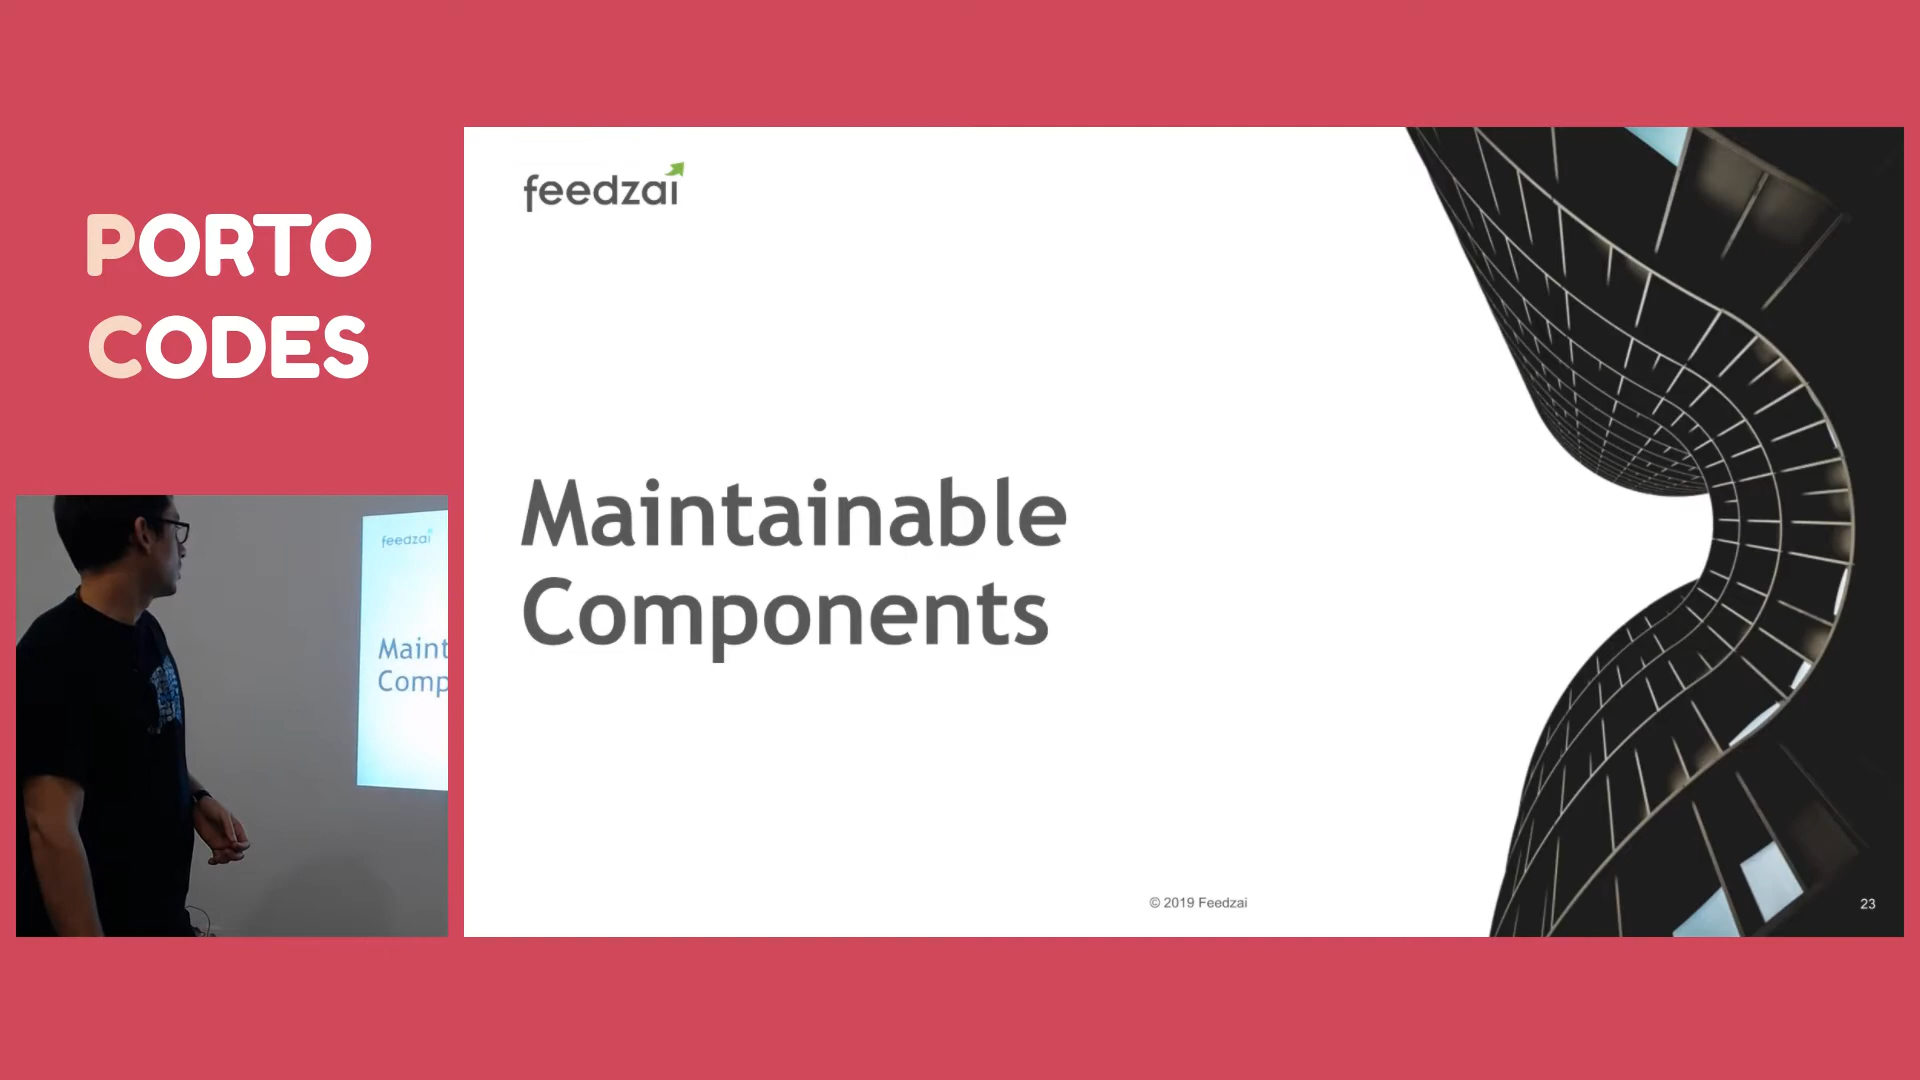 PORTO
CODES
feedzai
Maint
Comp
feedzai
Maintainable
Components
© 2019 Feedzai
23